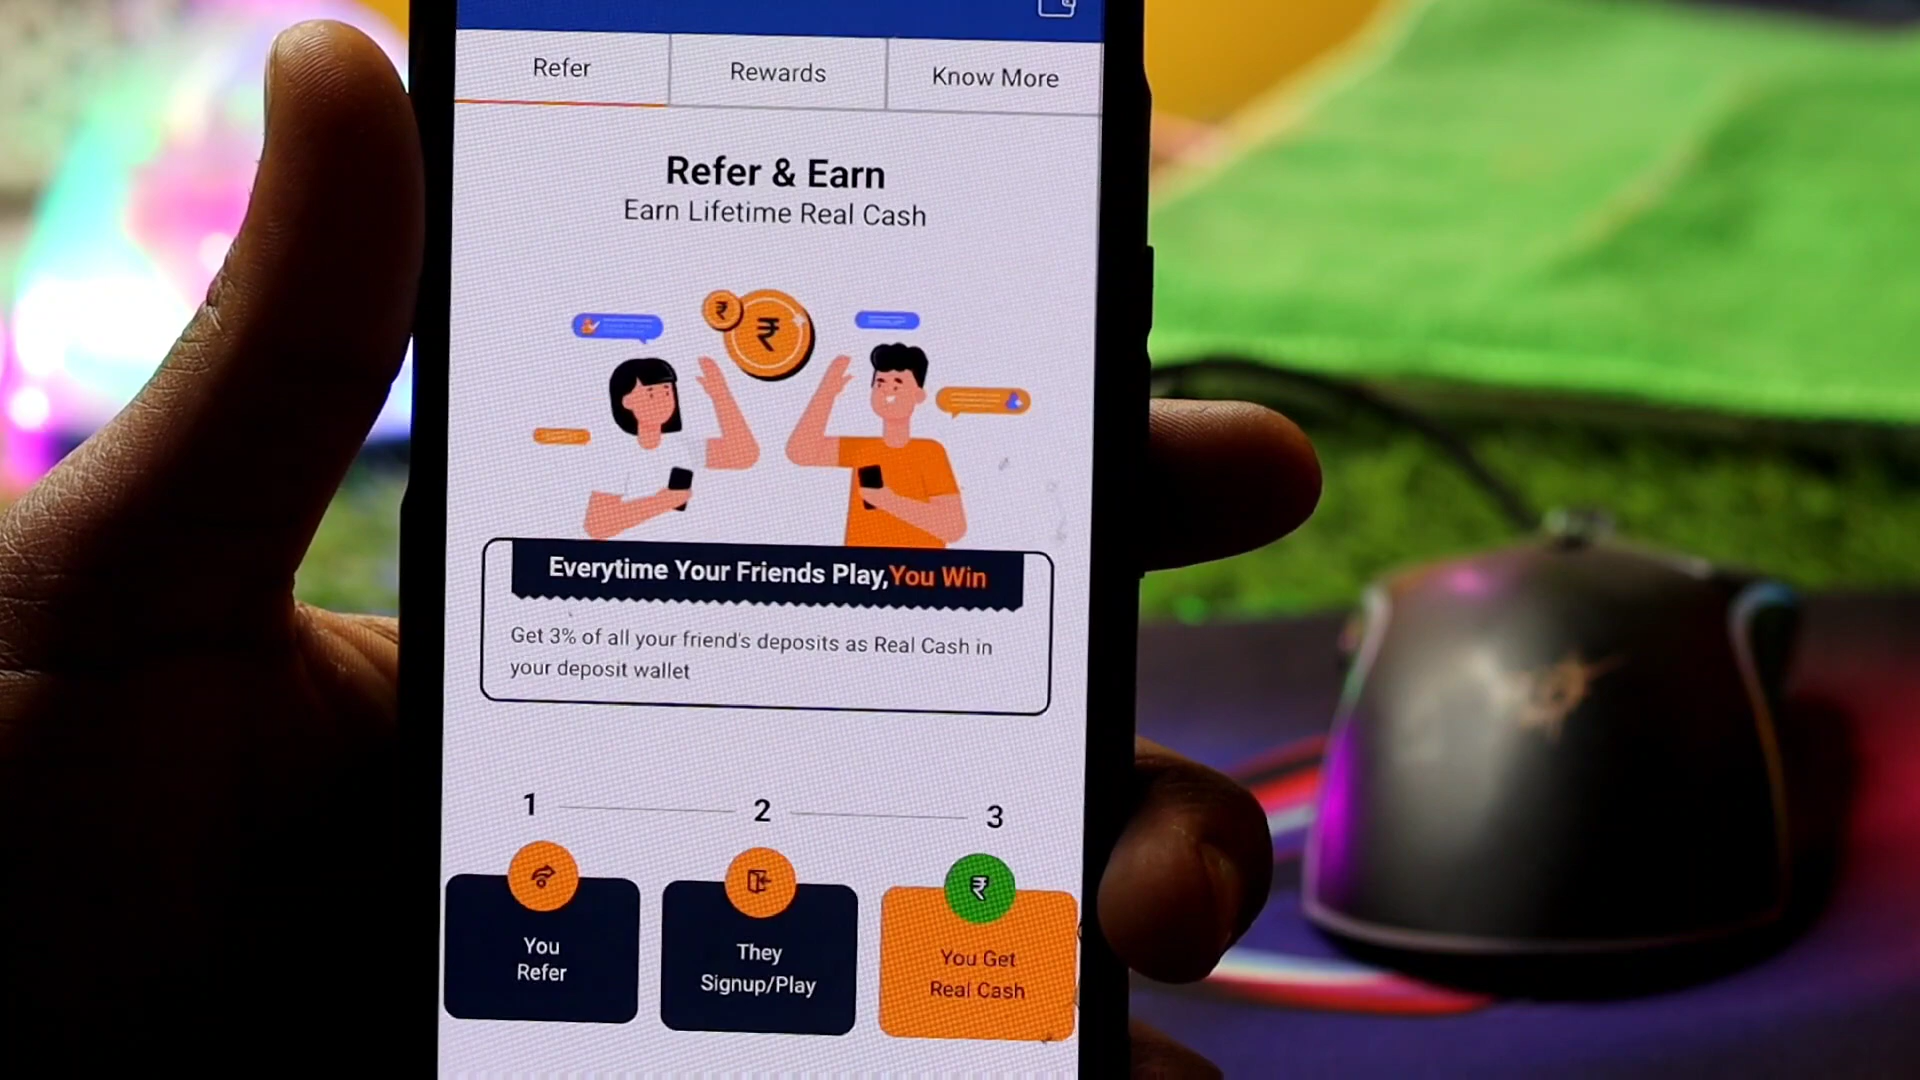 Refer
Rewards
Know More
Refer & Earn
Earn Lifetime Real Cash
₹
₹
Everytime Your Friends Play,You Win
Get 3% of all your friend's deposits as Real Cash in
your deposit wallet
1
2
3
₹
You
Refer
They
Signup/Play
You Get
Real Cash